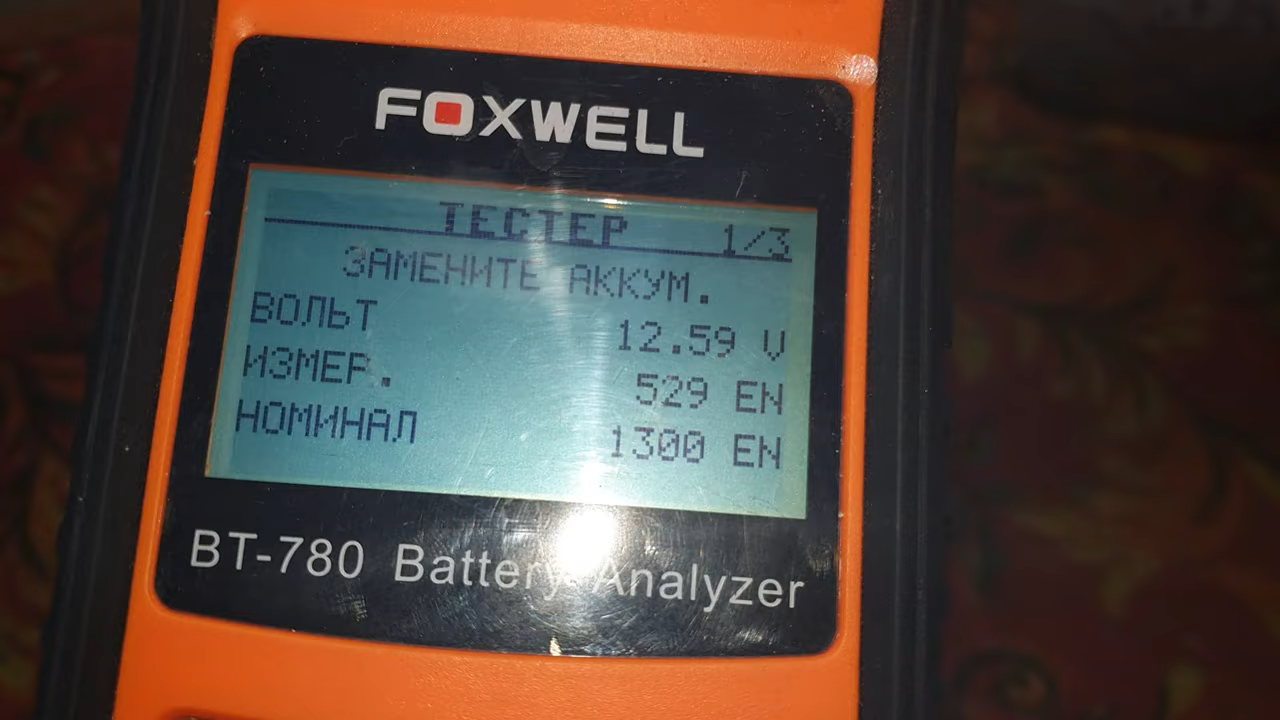 FOXWELL
ТЕСТЕР 1/3
ЗАМЕНИТЕ АККУМ.
ВОЛЬТ 12.59 V
ИЗМЕР. 529 EN
НОМИНАЛ 1300 EN
BT-780 Battery Analyzer